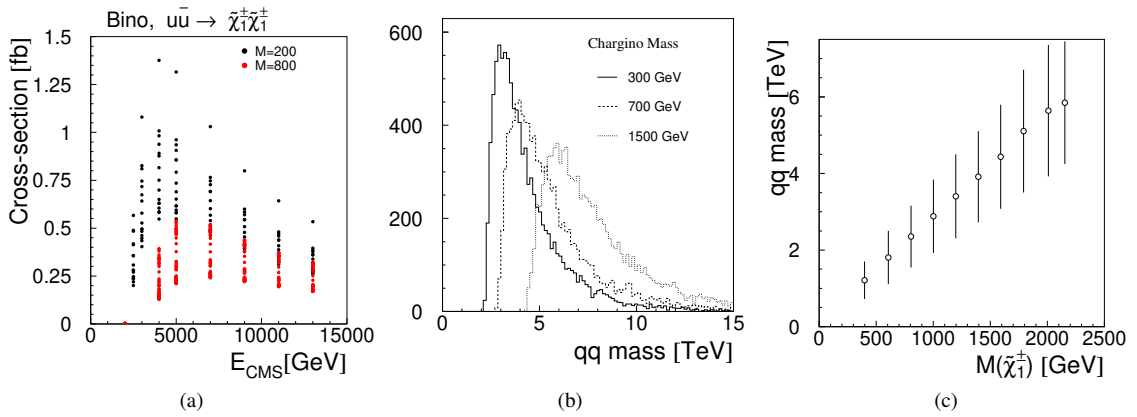 Bino, uū → χ̃₁±χ̃₁±
M=200
M=800
Cross-section [fb]
1.5
1.25
1
0.75
0.5
0.25
0
0 5000 10000 15000
E_CMS[GeV]
(a)
600
400
200
0
Chargino Mass
300 GeV
700 GeV
1500 GeV
0 5 10 15
qq mass [TeV]
(b)
qq mass [TeV]
6
4
2
0
0 500 1000 1500 2000 2500
M(χ̃₁±) [GeV]
(c)